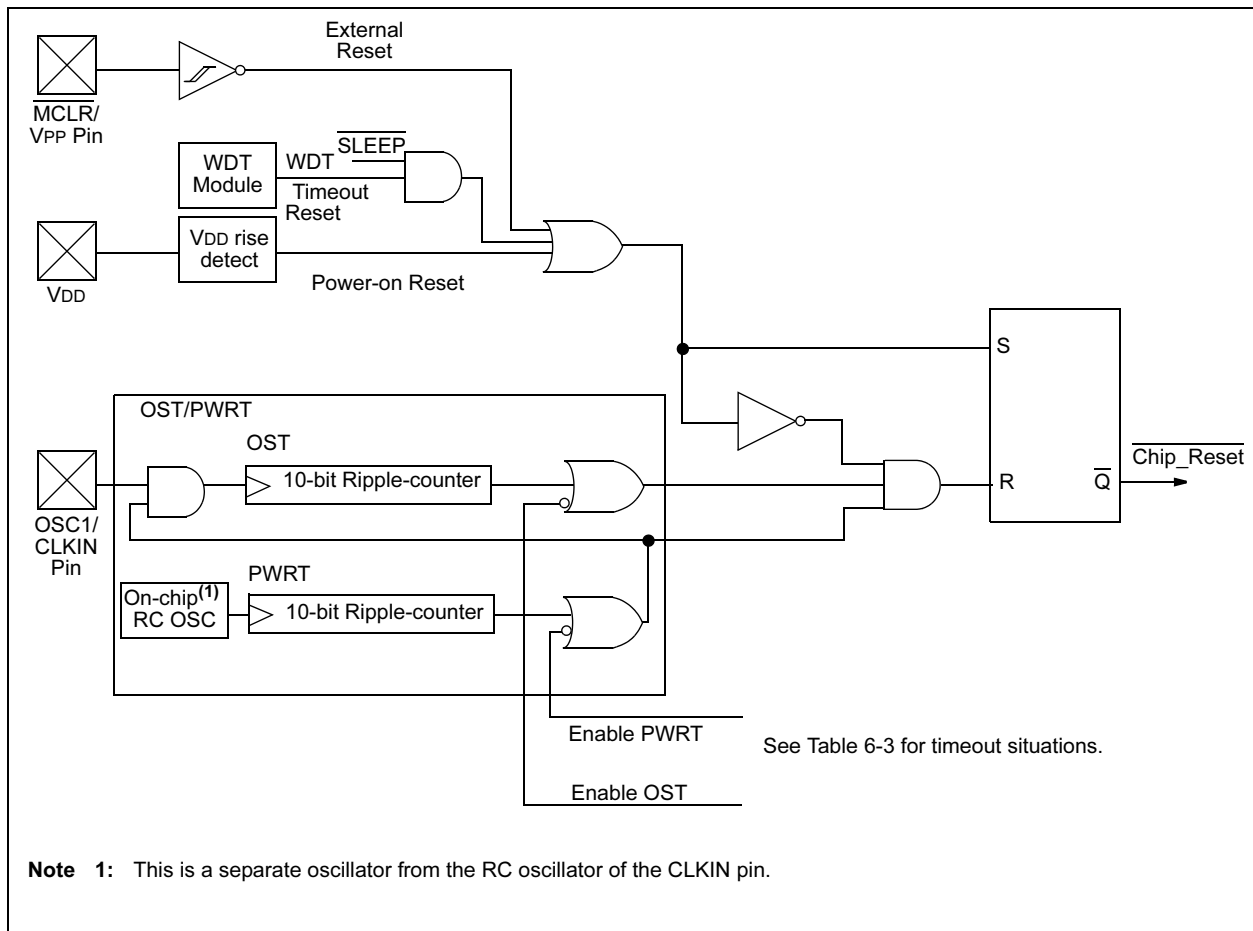 External
Reset
MCLR/
VPP Pin
SLEEP
WDT
Module
WDT
Timeout
Reset
VDD rise
detect
Power-on Reset
VDD
S
OST/PWRT
OST
10-bit Ripple-counter
Chip_Reset
R
Q
OSC1/
CLKIN
Pin
PWRT
On-chip(1)
RC OSC
10-bit Ripple-counter
Enable PWRT
See Table 6-3 for timeout situations.
Enable OST
Note 1: This is a separate oscillator from the RC oscillator of the CLKIN pin.